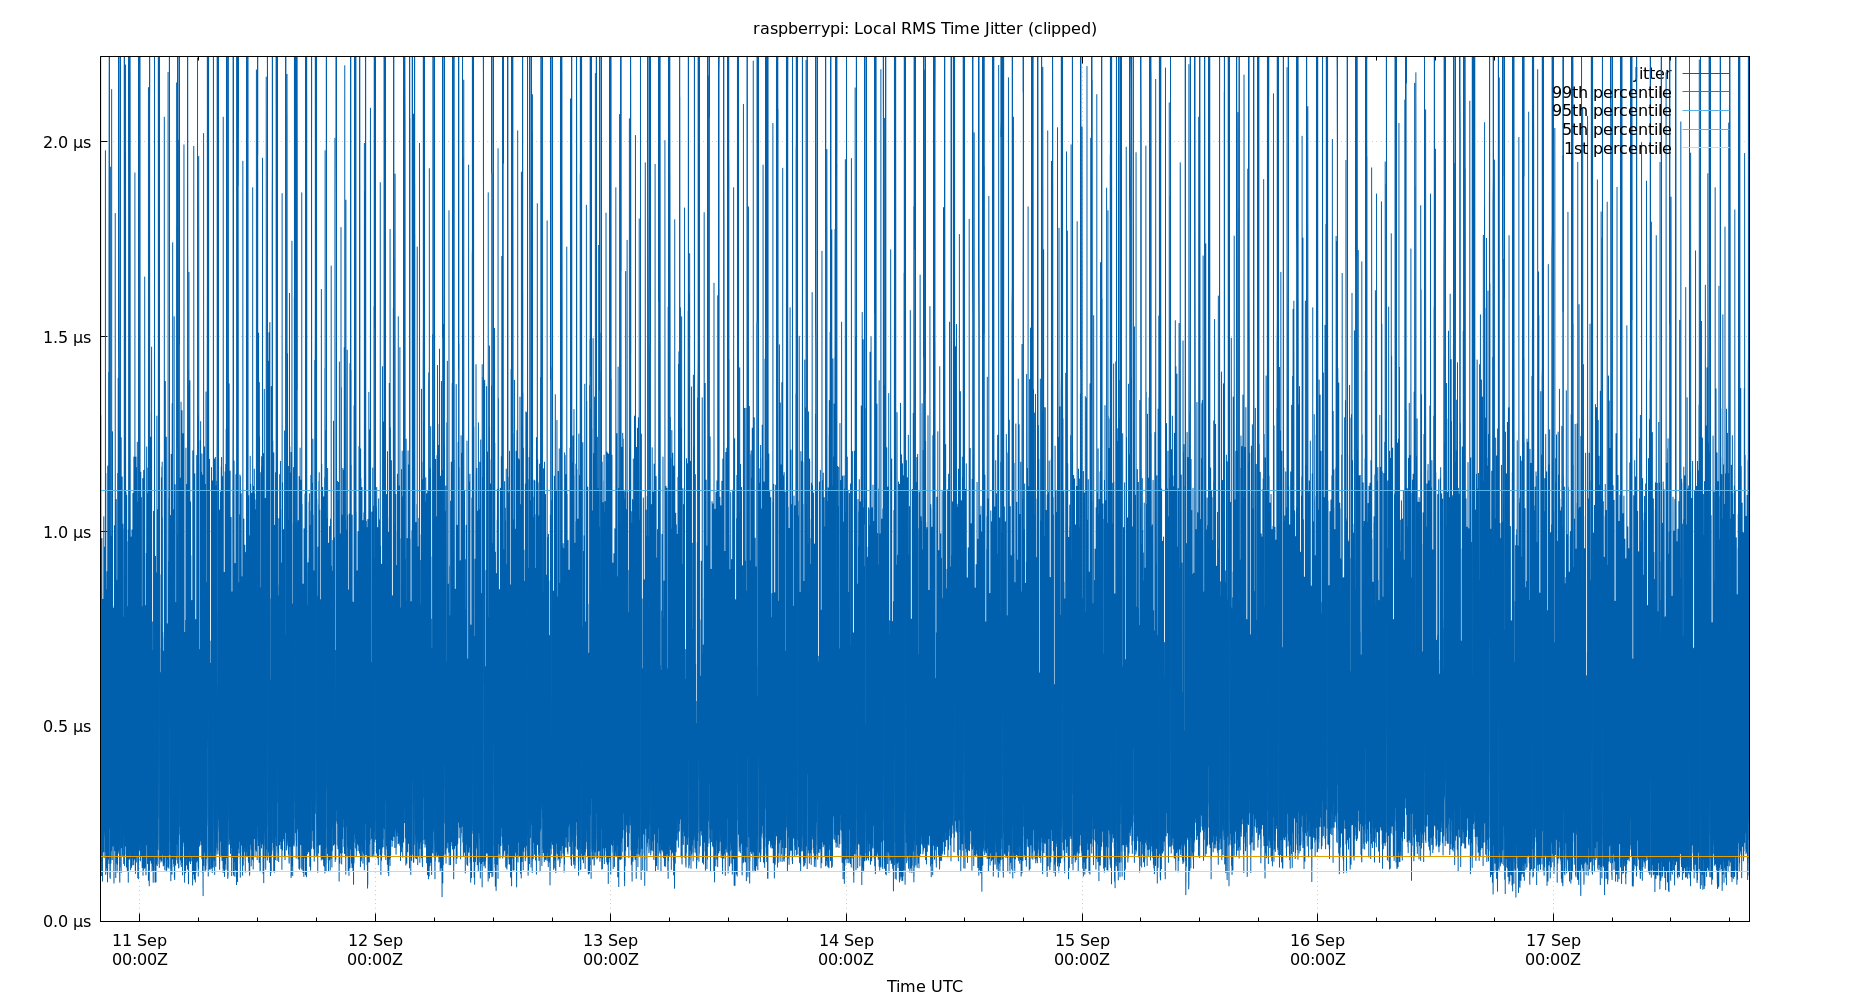 raspberrypi: Local RMS Time Jitter (clipped)
jitter
99th percentile
95th percentile
5th percentile
1st percentile
2.0 µs
1.5 µs
1.0 µs
0.5 µs
0.0 µs
11 Sep 12 Sep 13 Sep 14 Sep 15 Sep 16 Sep 17 Sep
00:00Z 00:00Z 00:00Z 00:00Z 00:00Z 00:00Z 00:00Z
Time UTC